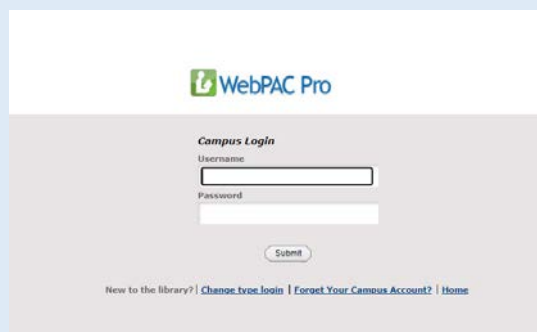 WebPAC Pro
Campus Login
Username
Password
Submit
New to the library? | Change type login | Forget Your Campus Account? | Home